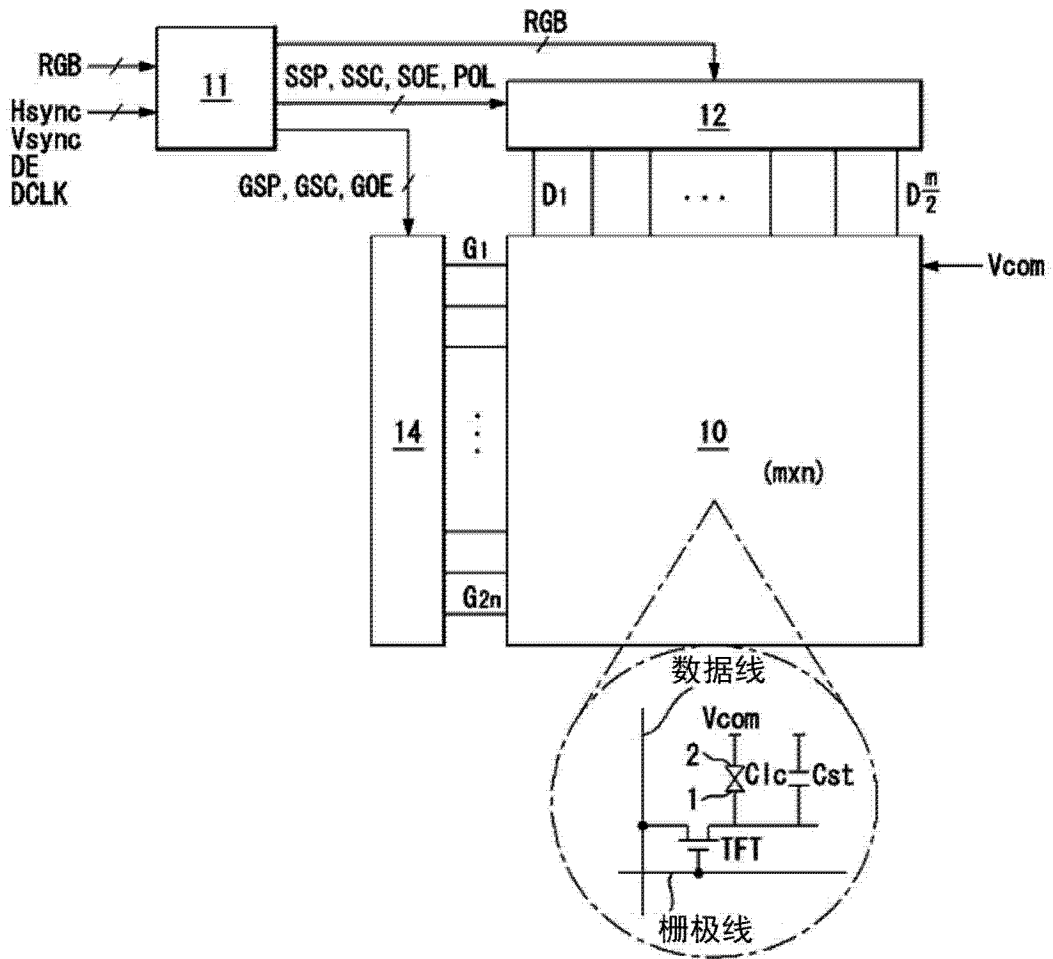 RGB
Hsync
Vsync
DE
DCLK
11
RGB
SSP, SSC, SOE, POL
GSP, GSC, GOE
12
D1
...
D m/2
Vcom
14
G1
G2n
10
(mxn)
数据线
Vcom
2
1
Clc
Cst
TFT
栅极线